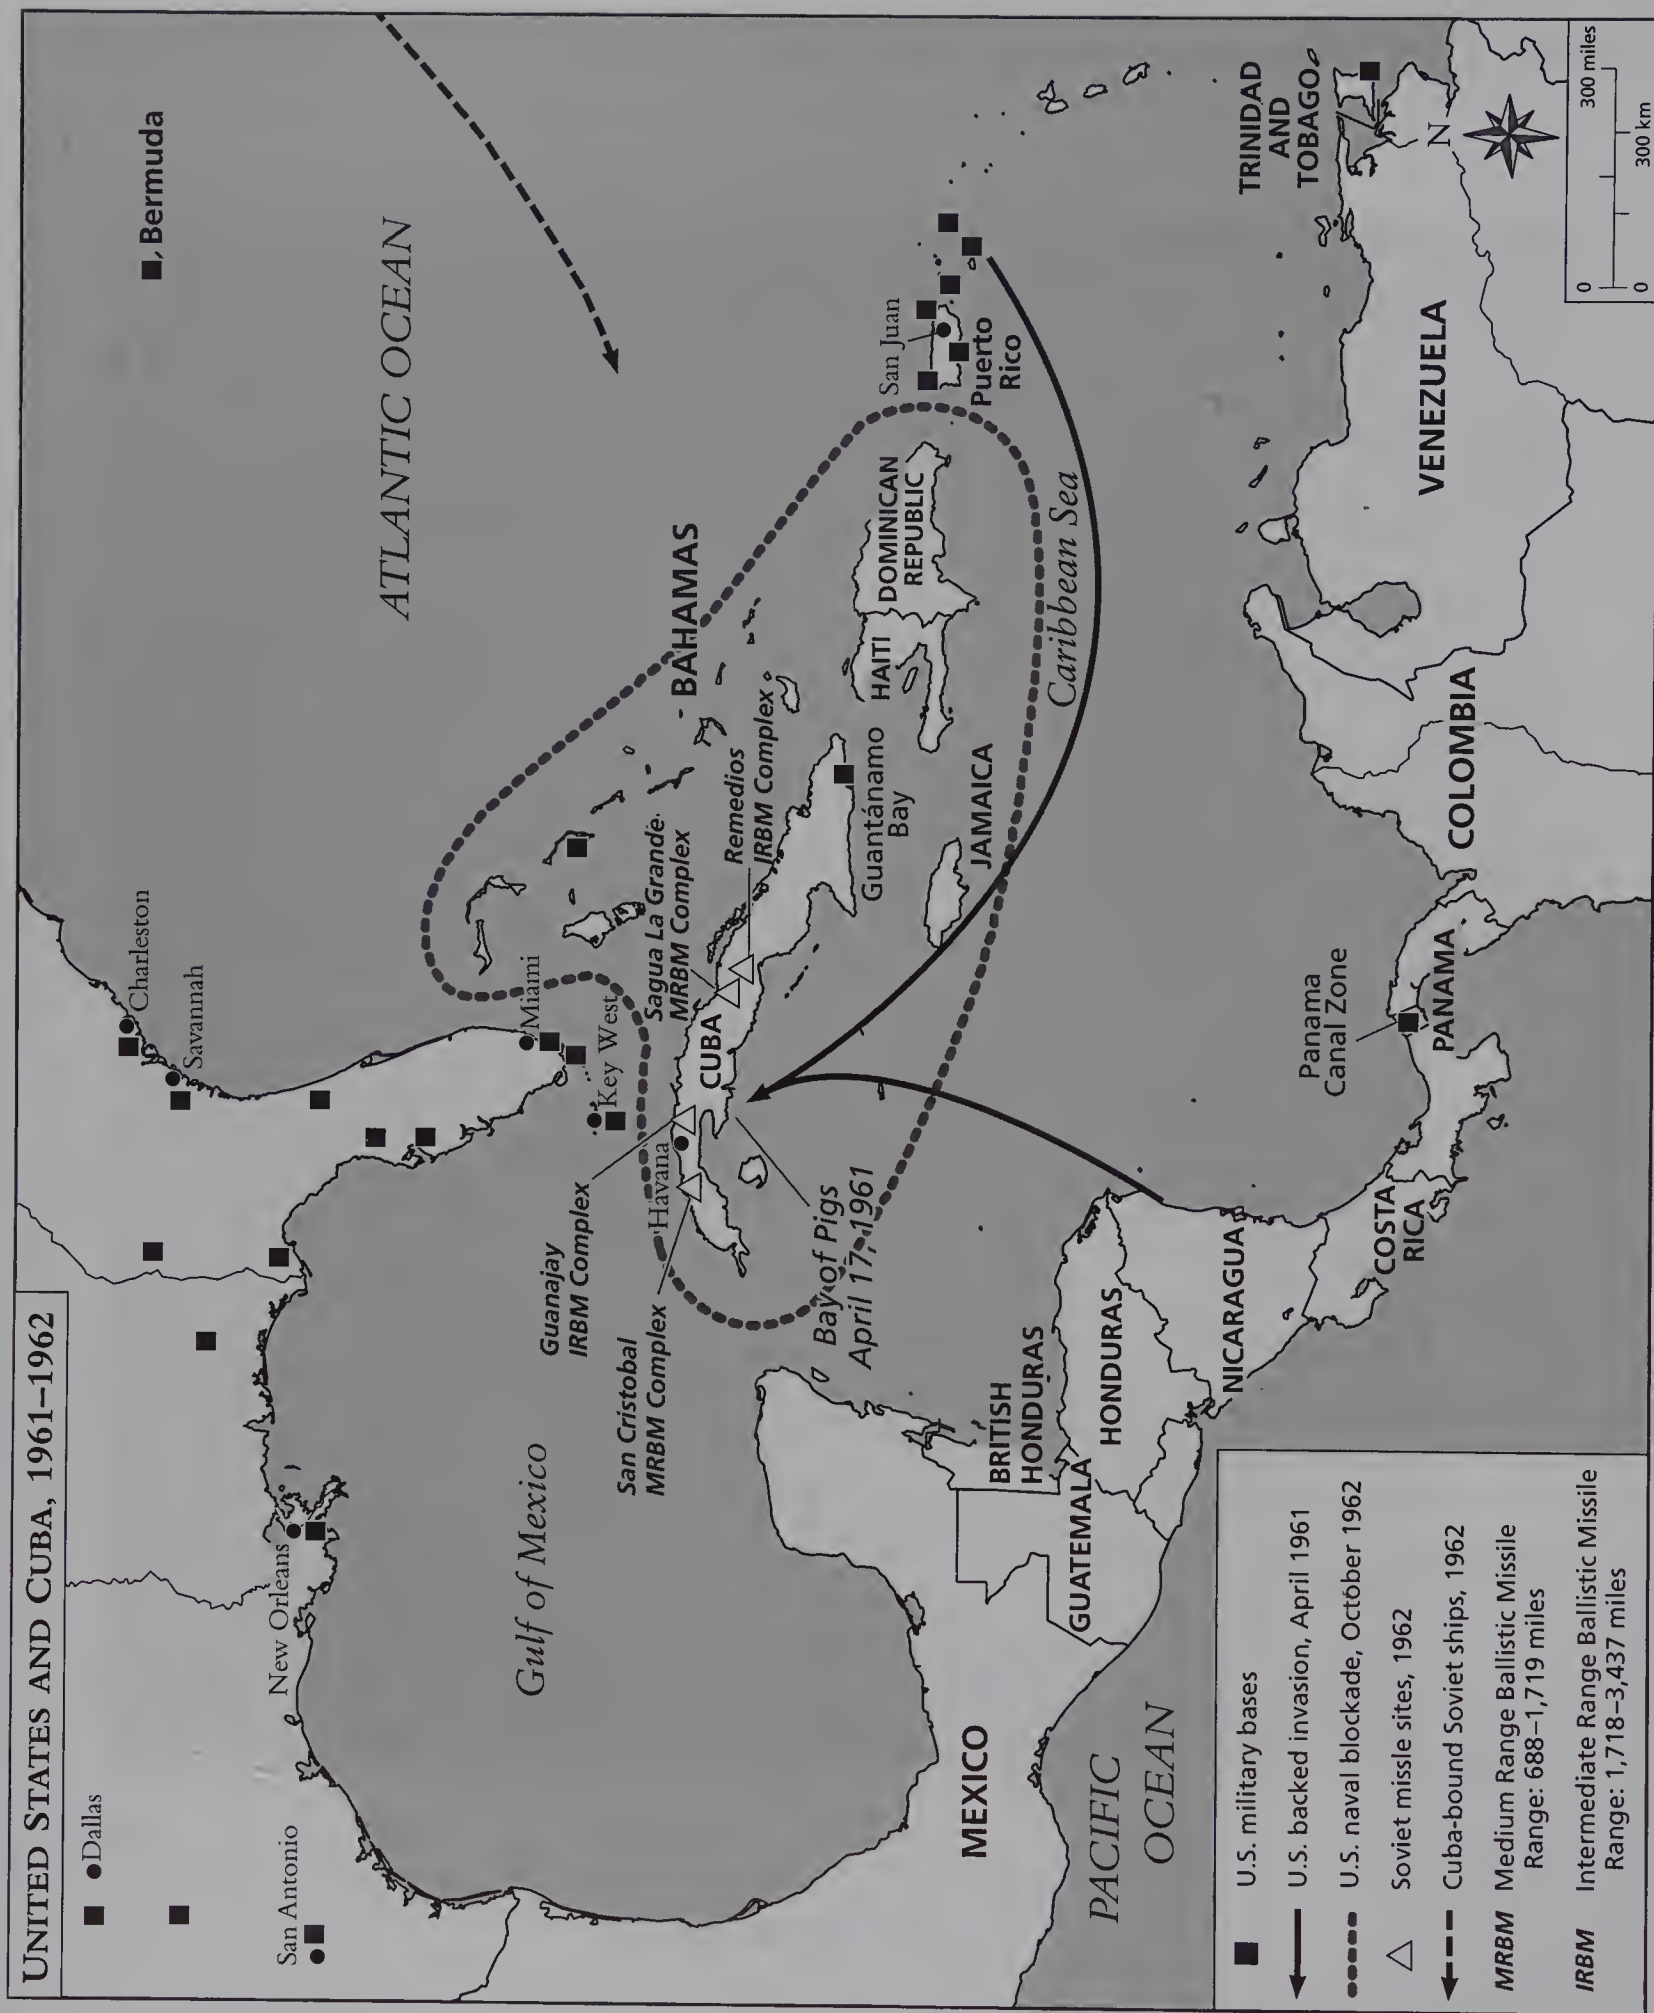 UNITED STATES AND CUBA, 1961–1962
Dallas
San Antonio
New Orleans
Charleston
Savannah
Miami
Key West
Bermuda
ATLANTIC OCEAN
Gulf of Mexico
BAHAMAS
Guanajay
IRBM Complex
San Cristobal
MRBM Complex
Havana
CUBA
Sagua La Grande
MRBM Complex
Remedios
IRBM Complex
Guantánamo
Bay
Bay of Pigs
April 17, 1961
HAITI
DOMINICAN
REPUBLIC
San Juan
Puerto
Rico
JAMAICA
Caribbean Sea
MEXICO
BRITISH
HONDURAS
GUATEMALA
HONDURAS
NICARAGUA
COSTA
RICA
Panama
Canal Zone
PANAMA
COLOMBIA
VENEZUELA
TRINIDAD
AND
TOBAGO
PACIFIC
OCEAN
N
0 300 miles
0 300 km
U.S. military bases
U.S. backed invasion, April 1961
U.S. naval blockade, October 1962
Soviet missle sites, 1962
Cuba-bound Soviet ships, 1962
MRBM Medium Range Ballistic Missile
Range: 688–1,719 miles
IRBM Intermediate Range Ballistic Missile
Range: 1,718–3,437 miles